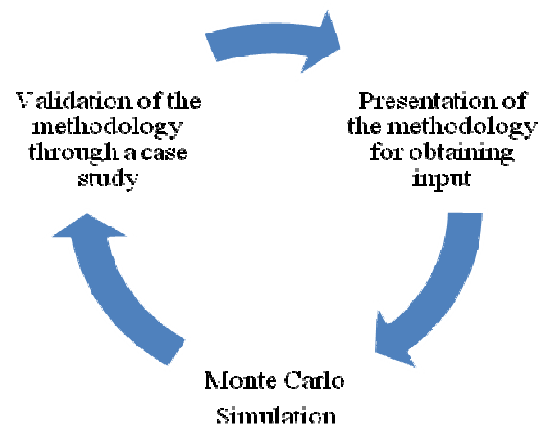 Validation of the
methodology
through a case
study
Presentation of
the methodology
for obtaining
input
Monte Carlo
Simulation